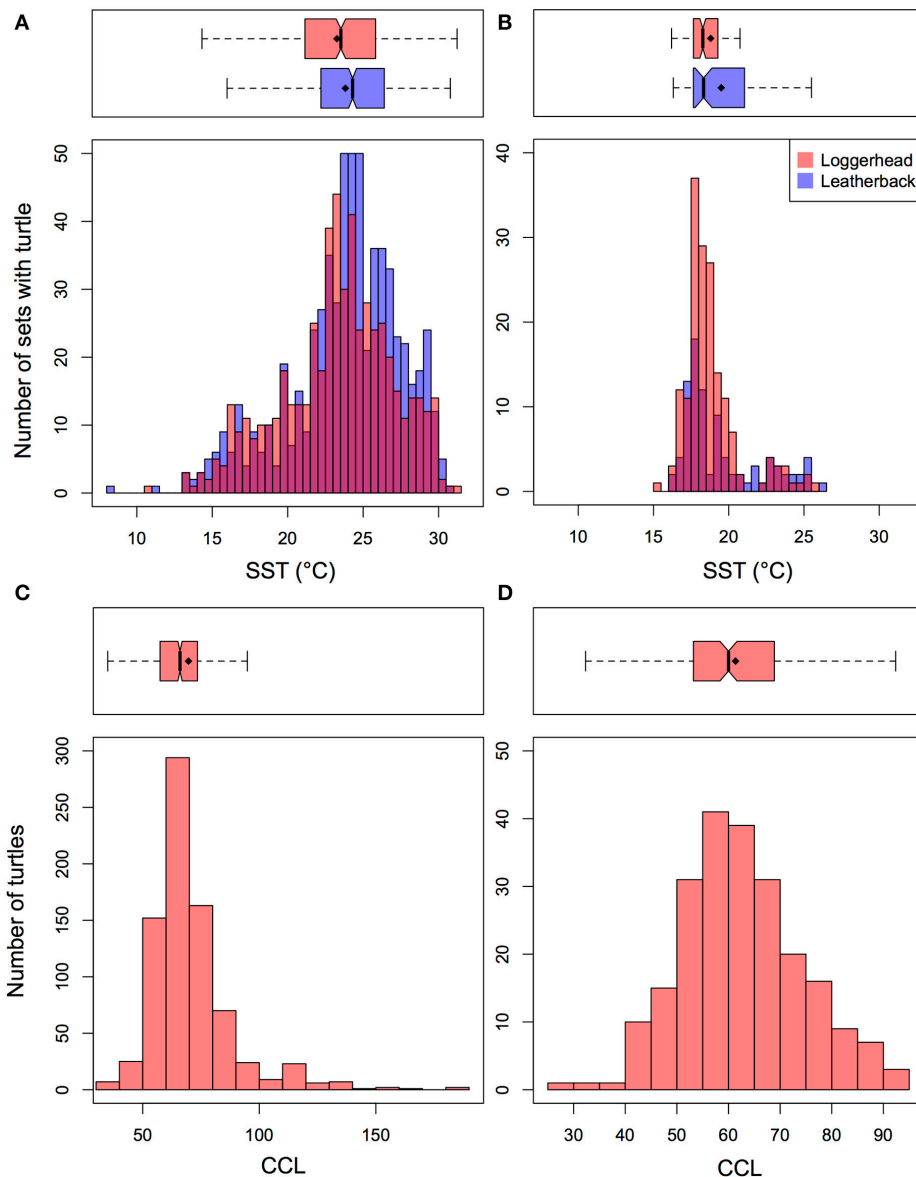 A
B
Number of sets with turtle
0 10 20 30 40 50
10 15 20 25 30
SST (°C)
0 10 20 30 40
Loggerhead
Leatherback
10 15 20 25 30
SST (°C)
C
D
Number of turtles
0 50 100 150 200 250 300
50 100 150
CCL
0 10 20 30 40 50
30 40 50 60 70 80 90
CCL